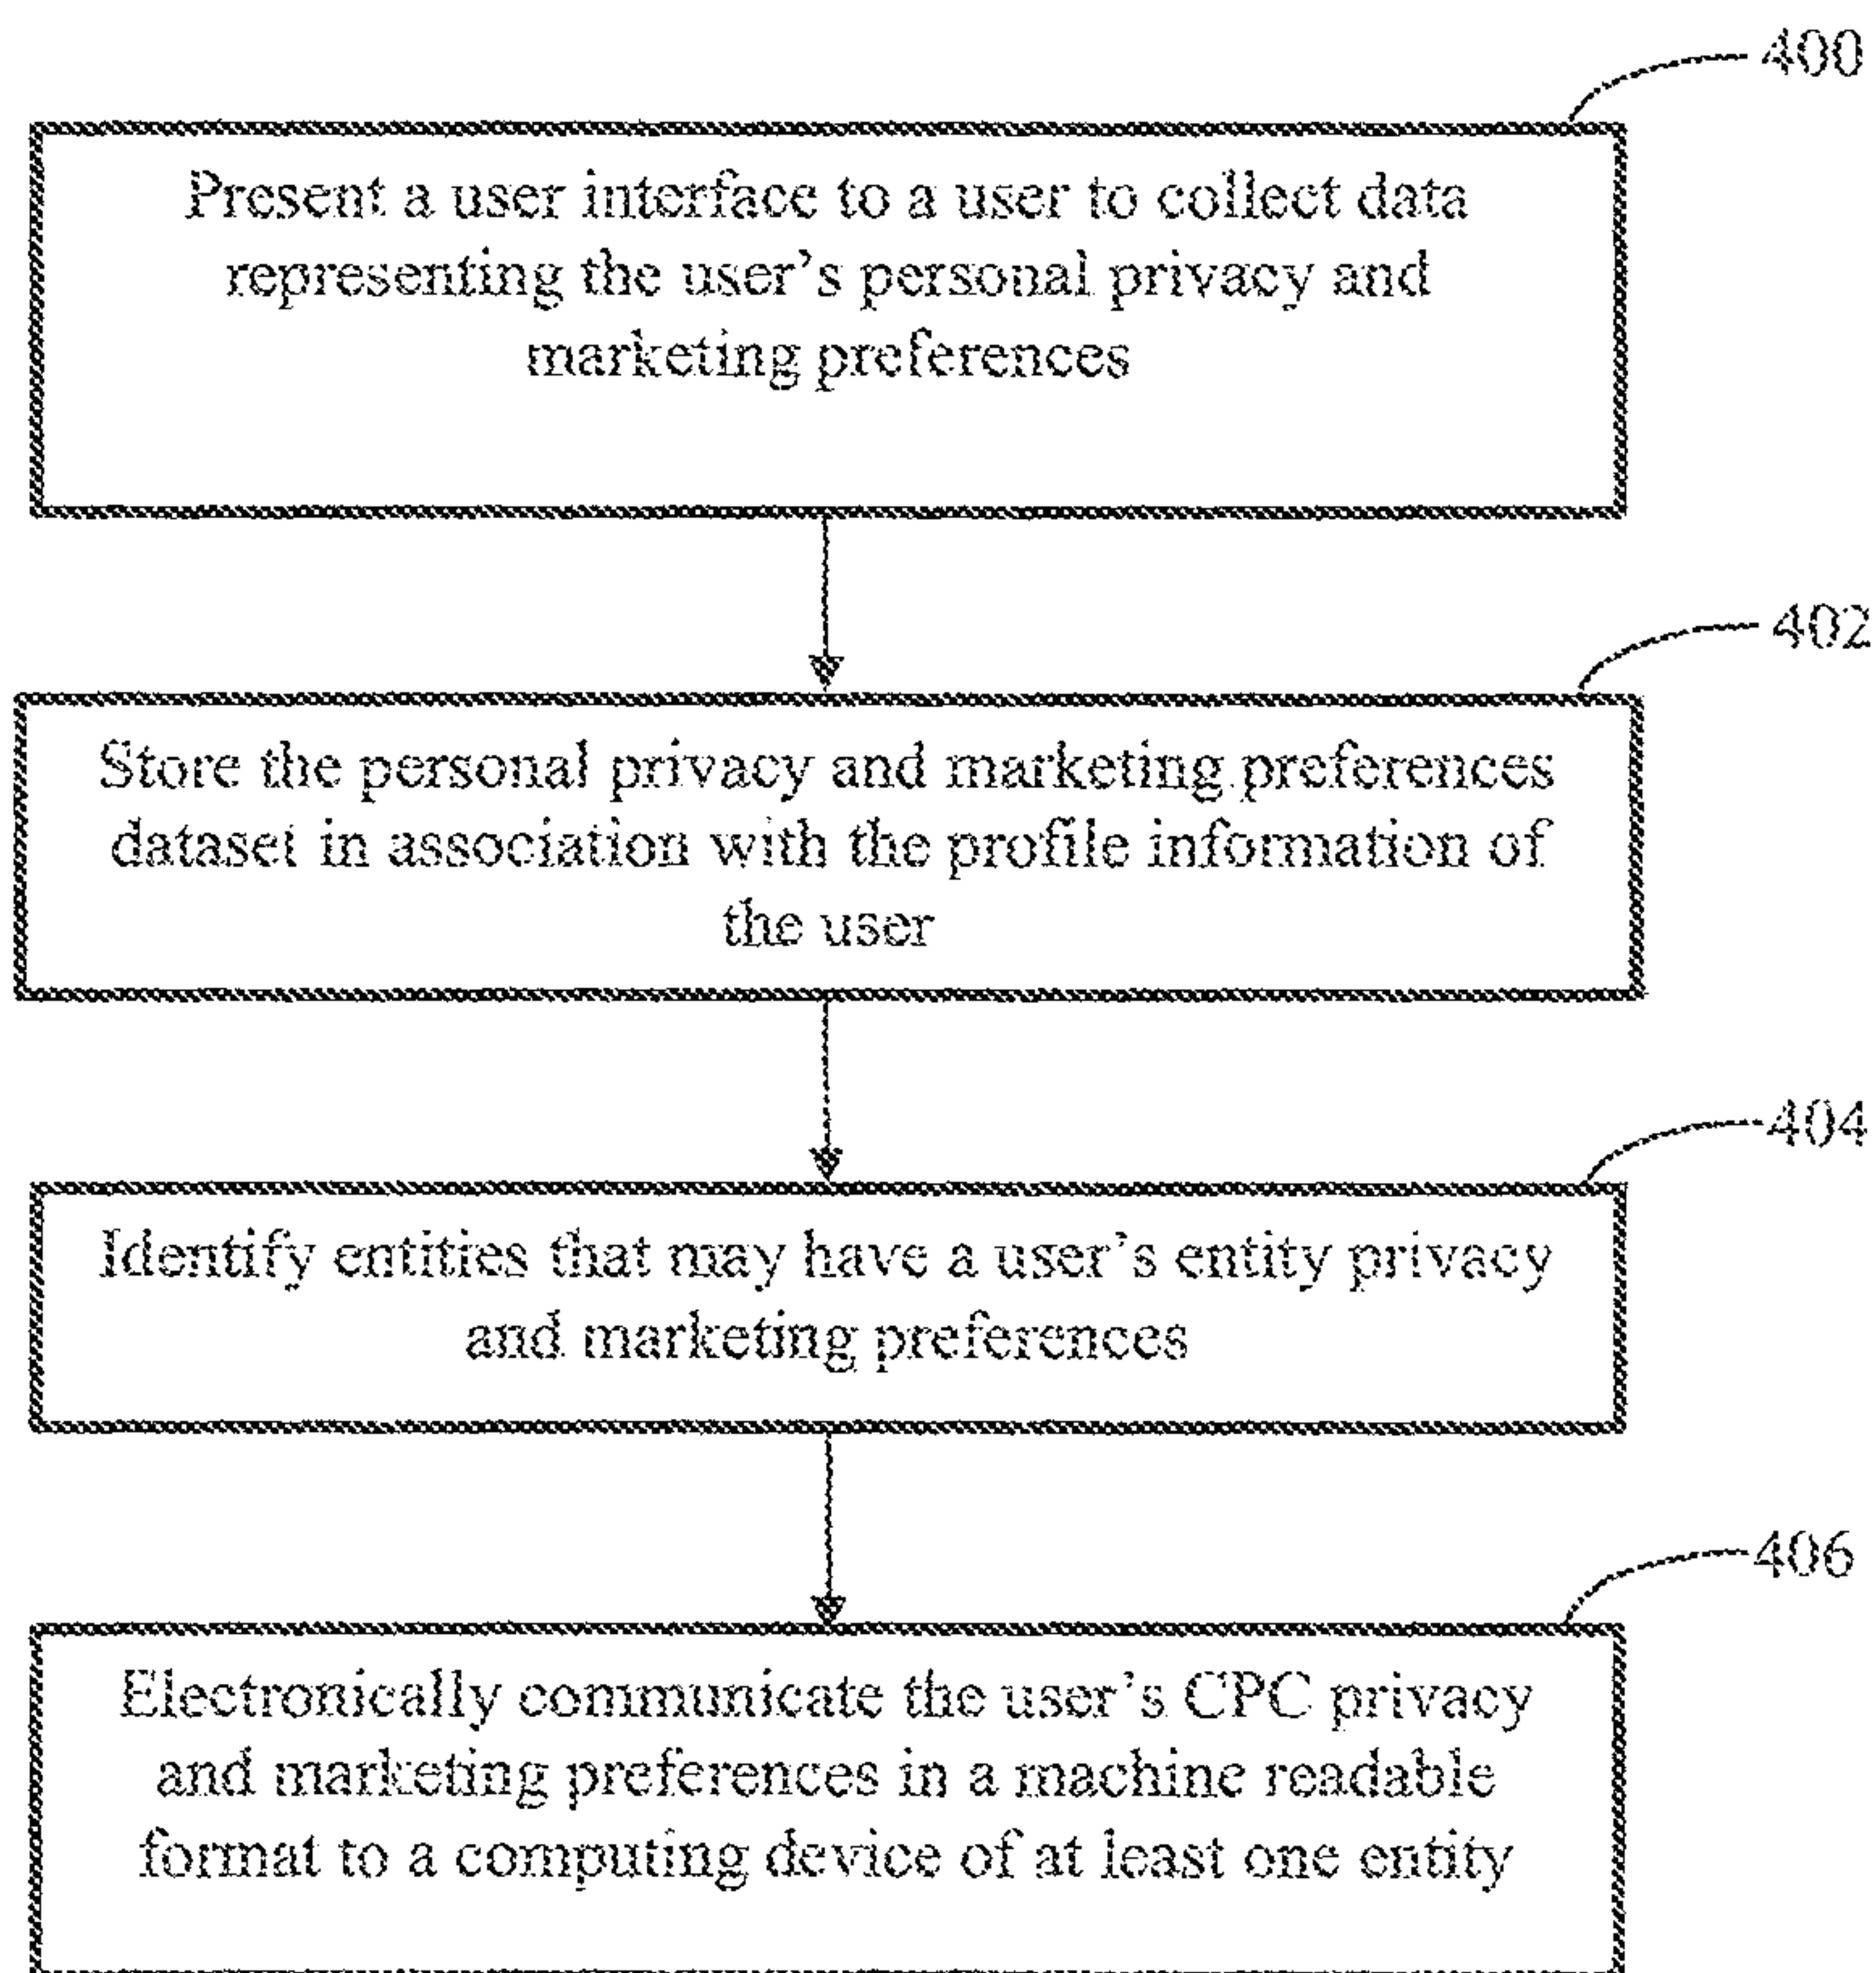 400
Present a user interface to a user to collect data
representing the user's personal privacy and
marketing preferences
402
Store the personal privacy and marketing preferences
dataset in association with the profile information of
the user
404
Identify entities that may have a user's entity privacy
and marketing preferences
406
Electronically communicate the user's CPC privacy
and marketing preferences in a machine readable
format to a computing device of at least one entity